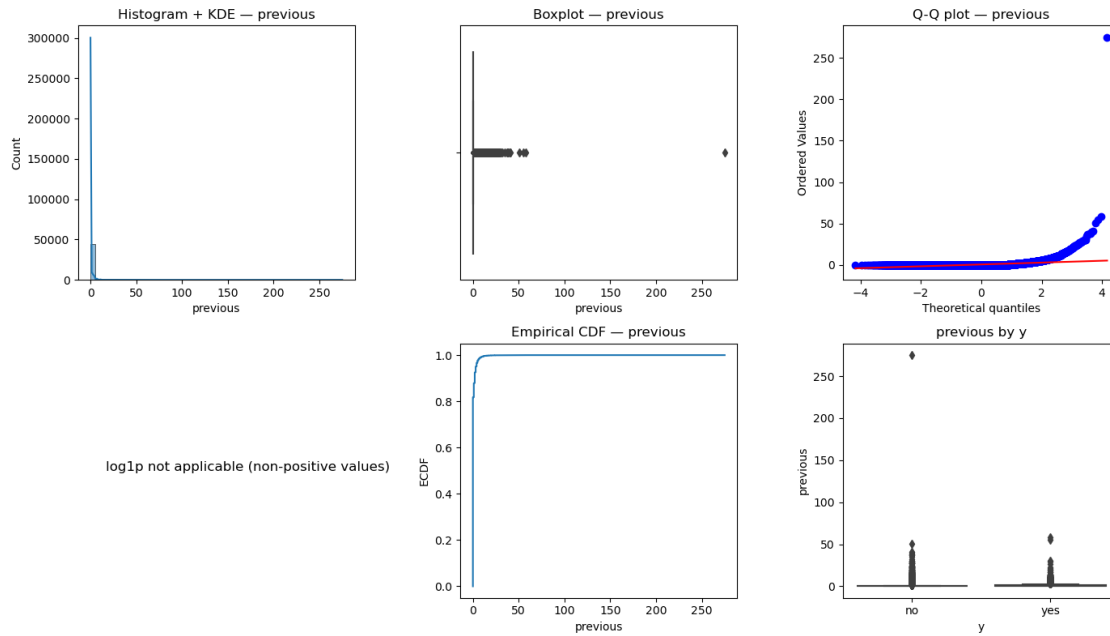 Histogram + KDE — previous
300000
250000
200000
150000
100000
50000
0
Count
0 50 100 150 200 250
previous
Boxplot — previous
0 50 100 150 200 250
previous
Q-Q plot — previous
250
200
150
100
50
0
Ordered Values
−4 −2 0 2 4
Theoretical quantiles
log1p not applicable (non-positive values)
Empirical CDF — previous
1.0
0.8
0.6
0.4
0.2
0.0
ECDF
0 50 100 150 200 250
previous
previous by y
250
200
150
100
50
0
previous
no yes
y